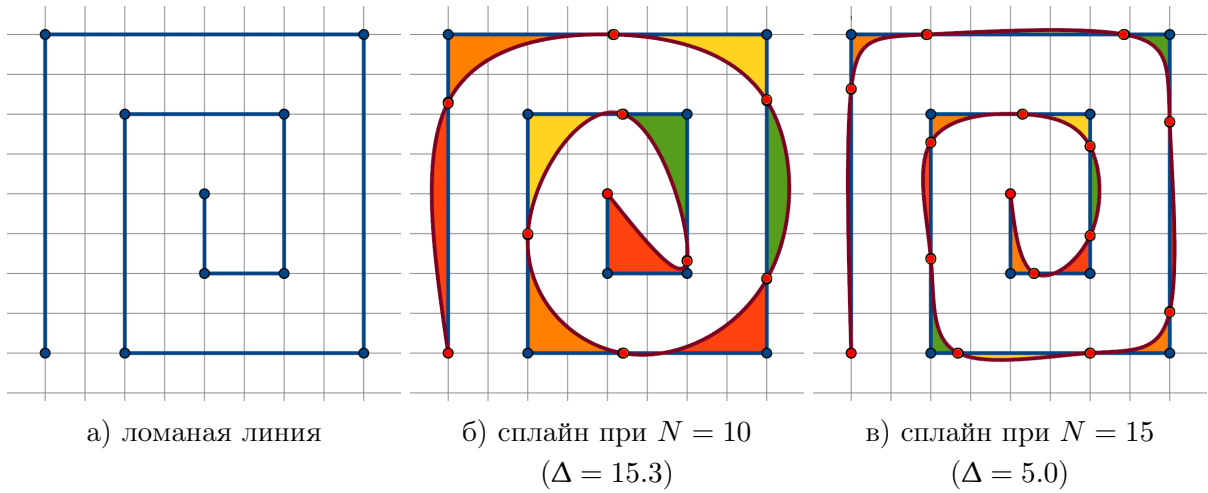 а) ломаная линия
б) сплайн при N = 10
(Δ = 15.3)
в) сплайн при N = 15
(Δ = 5.0)